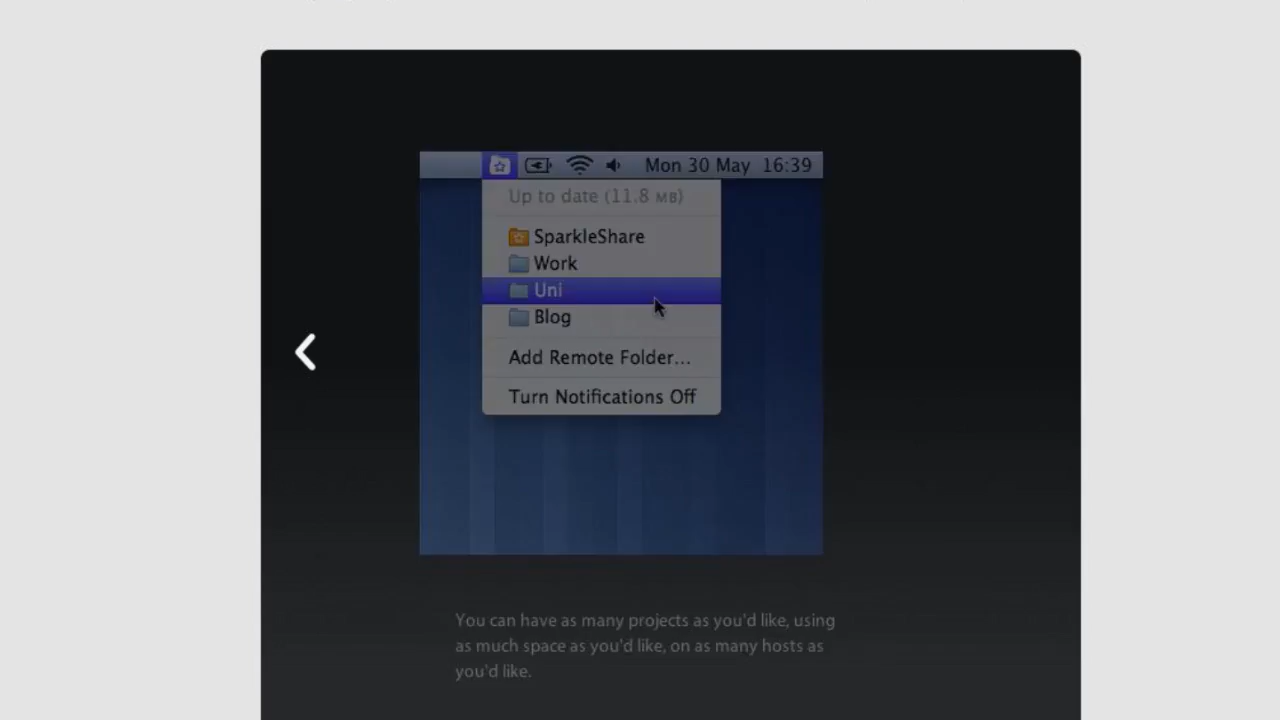 Mon 30 May 16:39
Up to date (11.8 MB)
SparkleShare
Work
Uni
Blog
Add Remote Folder...
Turn Notifications Off
You can have as many projects as you'd like, using
as much space as you'd like, on as many hosts as
you'd like.